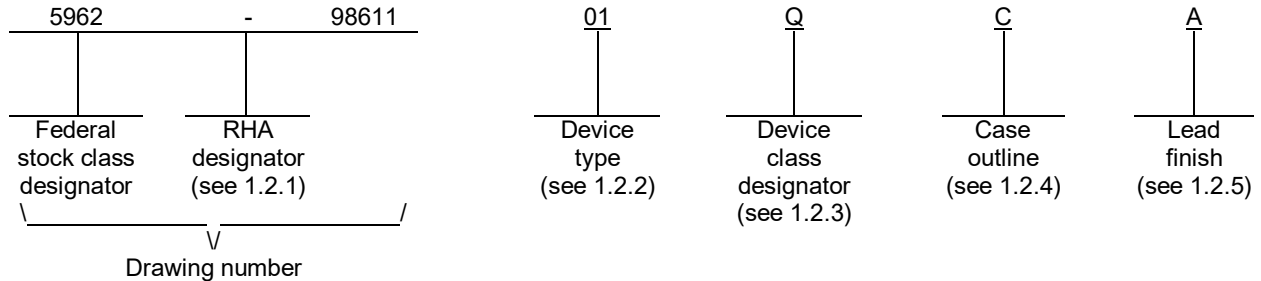 5962 - 98611 01 Q C A
Federal stock class designator
RHA designator (see 1.2.1)
Device type (see 1.2.2)
Device class designator (see 1.2.3)
Case outline (see 1.2.4)
Lead finish (see 1.2.5)
Drawing number